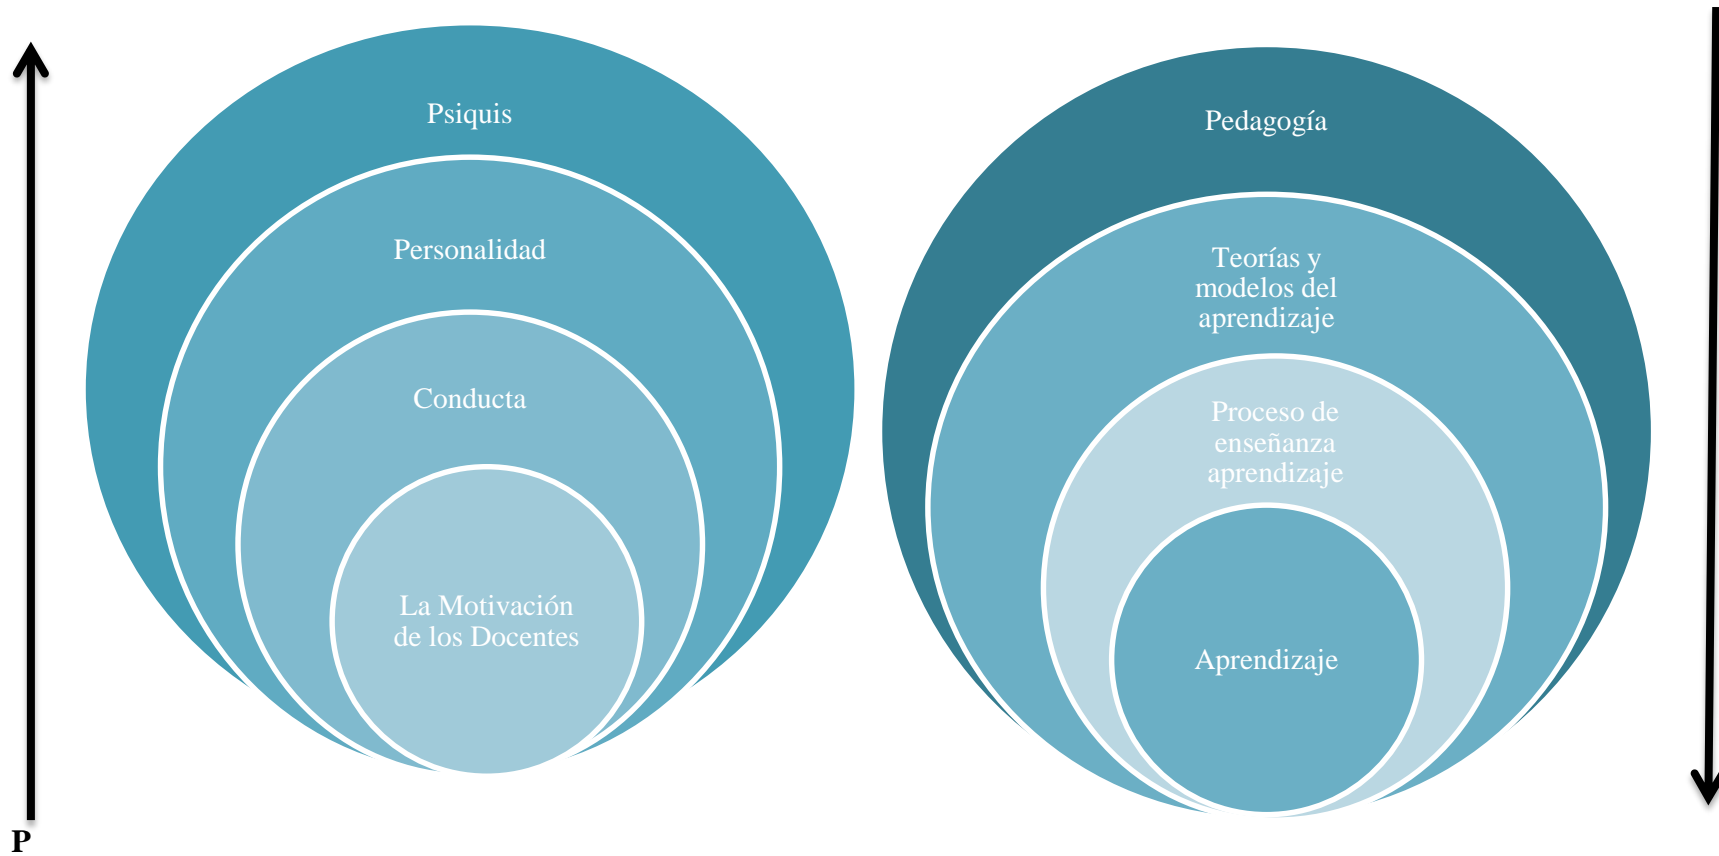 Psiquis
Personalidad
Conducta
La Motivación
de los Docentes
Pedagogía
Teorías y
modelos del
aprendizaje
Proceso de
enseñanza
aprendizaje
Aprendizaje
P